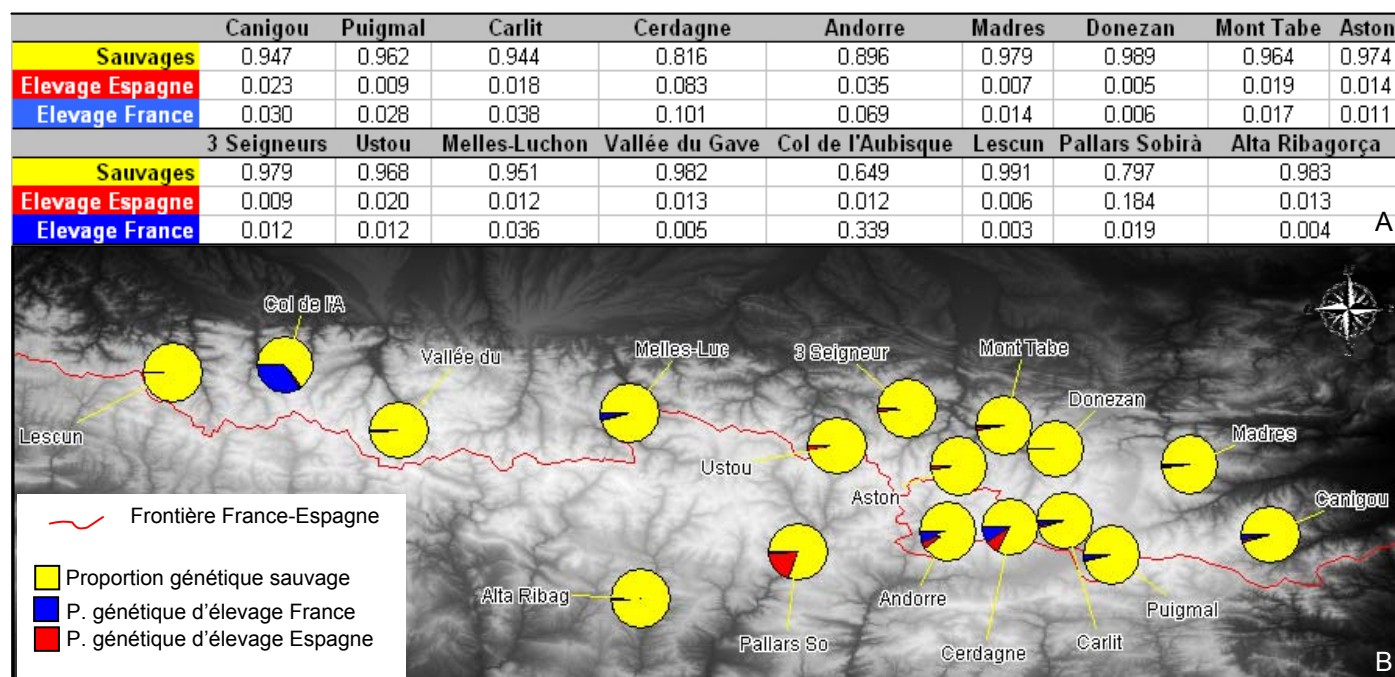 Canigou Puigmal Carlit Cerdagne Andorre Madres Donezan Mont Tabe Aston
Sauvages 0.947 0.962 0.944 0.816 0.896 0.979 0.989 0.964 0.974
Elevage Espagne 0.023 0.009 0.018 0.083 0.035 0.007 0.005 0.019 0.014
Elevage France 0.030 0.028 0.038 0.101 0.069 0.014 0.006 0.017 0.011
3 Seigneurs Ustou Melles-Luchon Vallée du Gave Col de l'Aubisque Lescun Pallars Sobirà Alta Ribagorça
Sauvages 0.979 0.968 0.951 0.982 0.649 0.991 0.797 0.983
Elevage Espagne 0.009 0.020 0.012 0.013 0.012 0.006 0.184 0.013
Elevage France 0.012 0.012 0.036 0.005 0.339 0.003 0.019 0.004
A
Col de l'A
Vallée du
Melles-Luc
3 Seigneur
Mont Tabe
Donezan
Lescun
Madres
Ustou
Aston
Canigou
Alta Ribag
Andorre
Puigmal
Pallars So
Cerdagne
Carlit
Frontière France-Espagne
Proportion génétique sauvage
P. génétique d'élevage France
P. génétique d'élevage Espagne
B